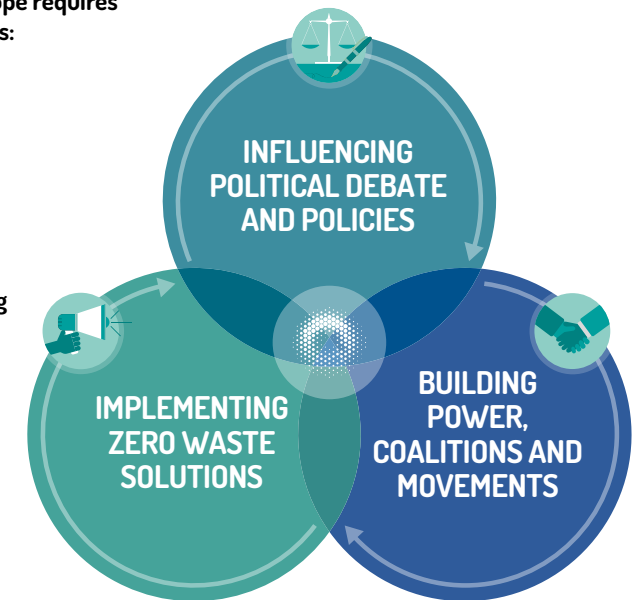 ope requires
s:
INFLUENCING
POLITICAL DEBATE
AND POLICIES
g
IMPLEMENTING
ZERO WASTE
SOLUTIONS
BUILDING
POWER,
COALITIONS AND
MOVEMENTS